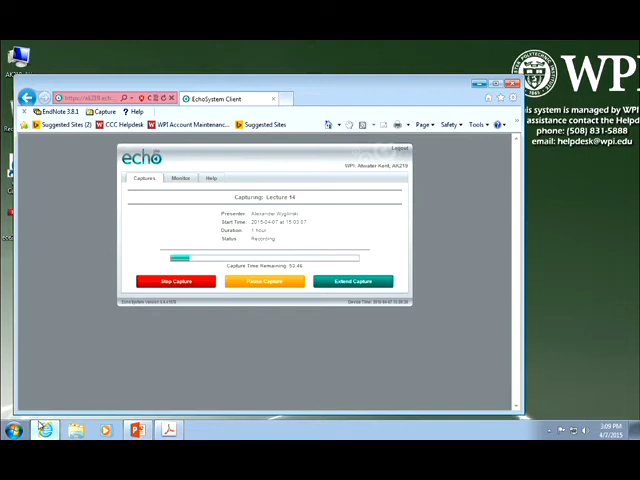 WPI
this system is managed by WPI
assistance contact the Helpd
phone: (508) 831-5888
email: helpdesk@wpi.edu
EchoSystem Client
EndNote 3.8.1
Capture
Help
Suggested Sites (2)
CCC Helpdesk
WPI Account Maintenanc...
Suggested Sites
Page
Safety
Tools
echo
Logout
WPI: Atwater Kent, AK219
Captures
Monitor
Help
Capturing: Lecture 14
Presenter Alexander Wyglinski
Start Time: 2015-04-07 at 15:03:07
Duration: 1 hour
Status: Recording
Capture Time Remaining: 52:46
Stop Capture
Pause Capture
Extend Capture
3:09 PM
4/7/2015